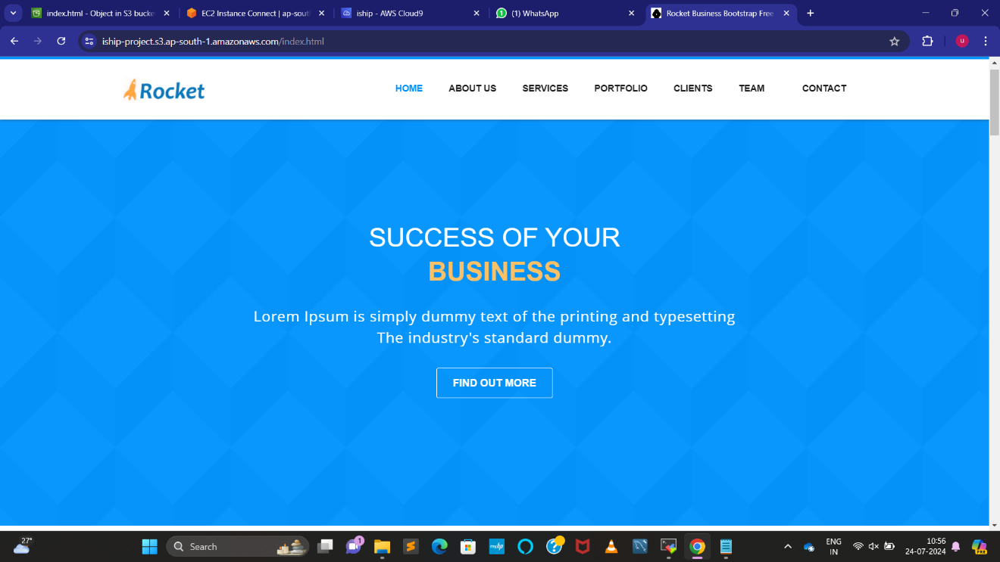 index.html - Object in S3 bucke
EC2 Instance Connect | ap-sout
iship - AWS Cloud9
(1) WhatsApp
Rocket Business Bootstrap Free
iship-project.s3.ap-south-1.amazonaws.com/index.html
U
Rocket
HOME
ABOUT US
SERVICES
PORTFOLIO
CLIENTS
TEAM
CONTACT
SUCCESS OF YOUR
BUSINESS
Lorem Ipsum is simply dummy text of the printing and typesetting
The industry's standard dummy.
FIND OUT MORE
27°
Search
1
myhp
ENG
IN
10:56
24-07-2024
PRE